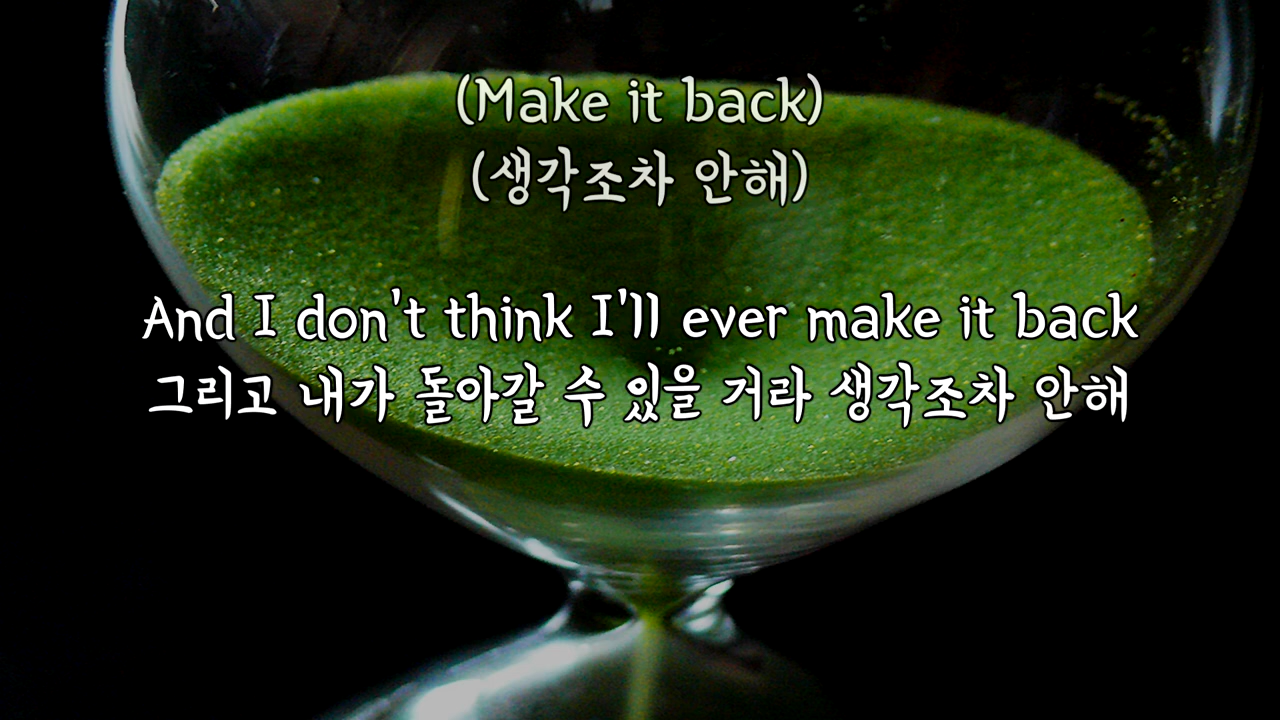 (Make it back)
(생각조차 안해)
And I don't think I'll ever make it back
그리고 내가 돌아갈 수 있을 거라 생각조차 안해